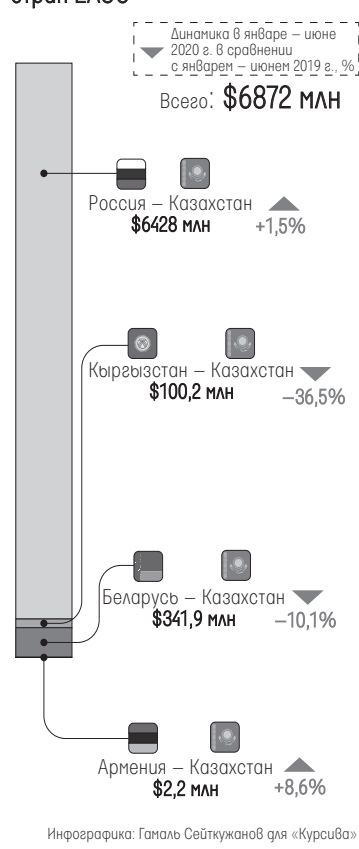 стран ЕАЭС
Динамика в январе – июне
2020 г. в сравнении
с январем – июнем 2019 г., %
Всего: $6872 млн
Россия – Казахстан
$6428 млн
+1,5%
Кыргызстан – Казахстан
$100,2 млн
–36,5%
Беларусь – Казахстан
$341,9 млн
–10,1%
Армения – Казахстан
$2,2 млн
+8,6%
Инфографика: Гамаль Сейткужанов для «Курсива»